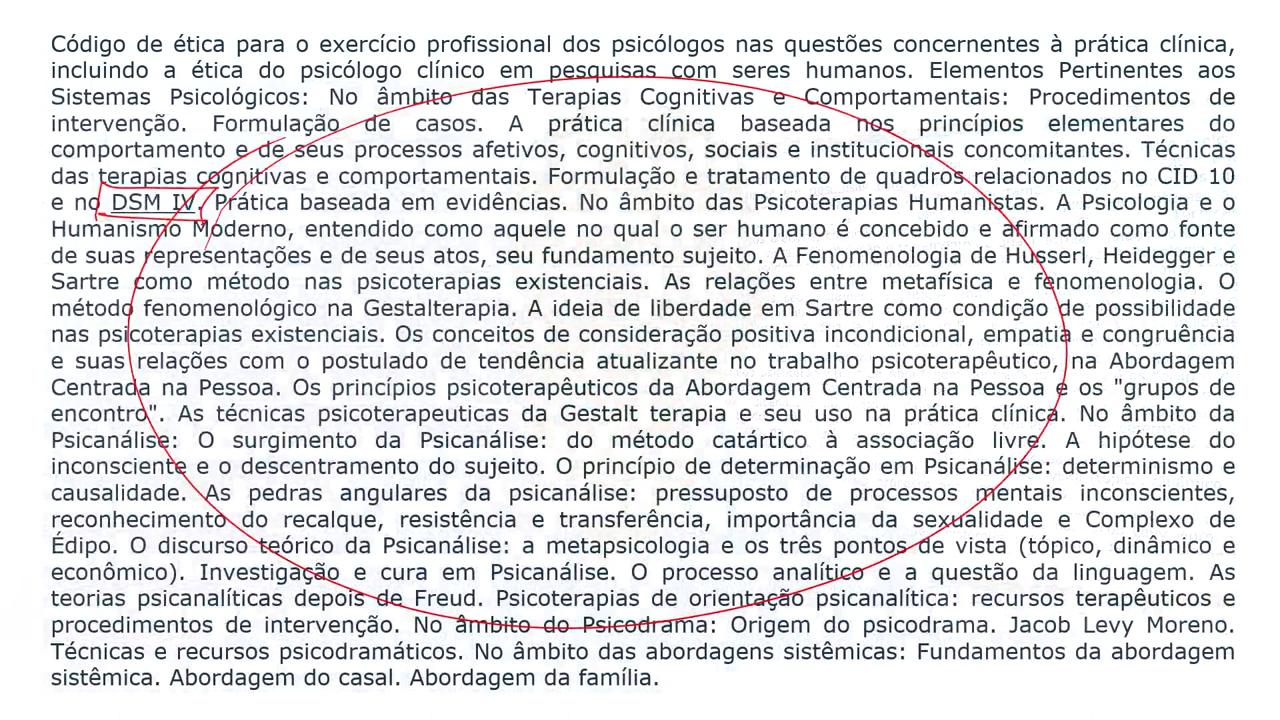 Código de ética para o exercício profissional dos psicólogos nas questões concernentes à prática clínica,
incluindo a ética do psicólogo clínico em pesquisas com seres humanos. Elementos Pertinentes aos
Sistemas Psicológicos: No âmbito das Terapias Cognitivas e Comportamentais: Procedimentos de
intervenção. Formulação de casos. A prática clínica baseada nos princípios elementares do
comportamento e de seus processos afetivos, cognitivos, sociais e institucionais concomitantes. Técnicas
das terapias cognitivas e comportamentais. Formulação e tratamento de quadros relacionados no CID 10
e no DSM IV. Prática baseada em evidências. No âmbito das Psicoterapias Humanistas. A Psicologia e o
Humanismo Moderno, entendido como aquele no qual o ser humano é concebido e afirmado como fonte
de suas representações e de seus atos, seu fundamento sujeito. A Fenomenologia de Husserl, Heidegger e
Sartre como método nas psicoterapias existenciais. As relações entre metafísica e fenomenologia. O
método fenomenológico na Gestalterapia. A ideia de liberdade em Sartre como condição de possibilidade
nas psicoterapias existenciais. Os conceitos de consideração positiva incondicional, empatia e congruência
e suas relações com o postulado de tendência atualizante no trabalho psicoterapêutico, na Abordagem
Centrada na Pessoa. Os princípios psicoterapêuticos da Abordagem Centrada na Pessoa e os "grupos de
encontro". As técnicas psicoterapeuticas da Gestalt terapia e seu uso na prática clínica. No âmbito da
Psicanálise: O surgimento da Psicanálise: do método catártico à associação livre. A hipótese do
inconsciente e o descentramento do sujeito. O princípio de determinação em Psicanálise: determinismo e
causalidade. As pedras angulares da psicanálise: pressuposto de processos mentais inconscientes,
reconhecimento do recalque, resistência e transferência, importância da sexualidade e Complexo de
Édipo. O discurso teórico da Psicanálise: a metapsicologia e os três pontos de vista (tópico, dinâmico e
econômico). Investigação e cura em Psicanálise. O processo analítico e a questão da linguagem. As
teorias psicanalíticas depois de Freud. Psicoterapias de orientação psicanalítica: recursos terapêuticos e
procedimentos de intervenção. No âmbito do Psicodrama: Origem do psicodrama. Jacob Levy Moreno.
Técnicas e recursos psicodramáticos. No âmbito das abordagens sistêmicas: Fundamentos da abordagem
sistêmica. Abordagem do casal. Abordagem da família.